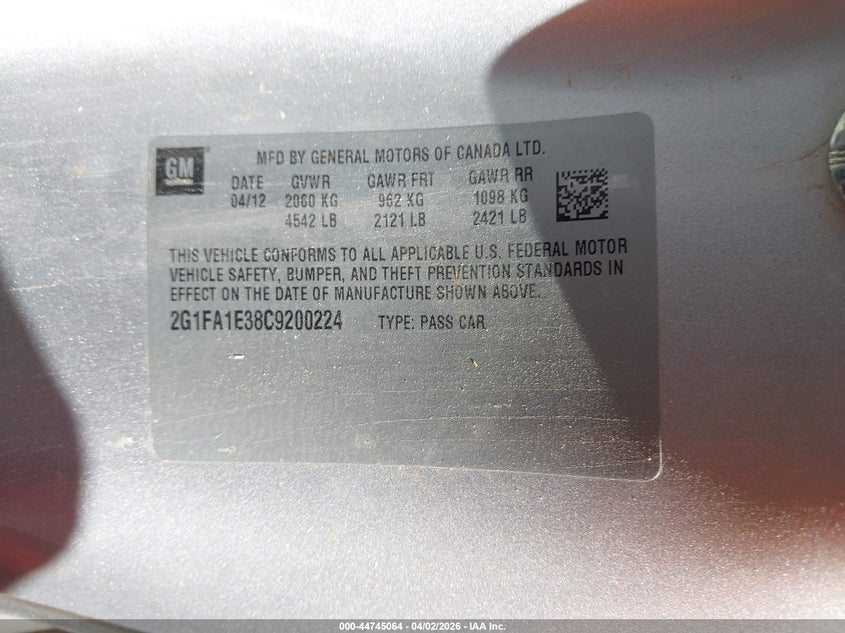 GM
MFD BY GENERAL MOTORS OF CANADA LTD.
DATE GVWR GAWR FRT GAWR RR
04/12 2060 KG 962 KG 1098 KG
4542 LB 2121 LB 2421 LB
THIS VEHICLE CONFORMS TO ALL APPLICABLE U.S. FEDERAL MOTOR
VEHICLE SAFETY, BUMPER, AND THEFT PREVENTION STANDARDS IN
EFFECT ON THE DATE OF MANUFACTURE SHOWN ABOVE.
2G1FA1E38C9200224 TYPE: PASS CAR
000-44745064 | 04/02/2026 - IAA Inc.